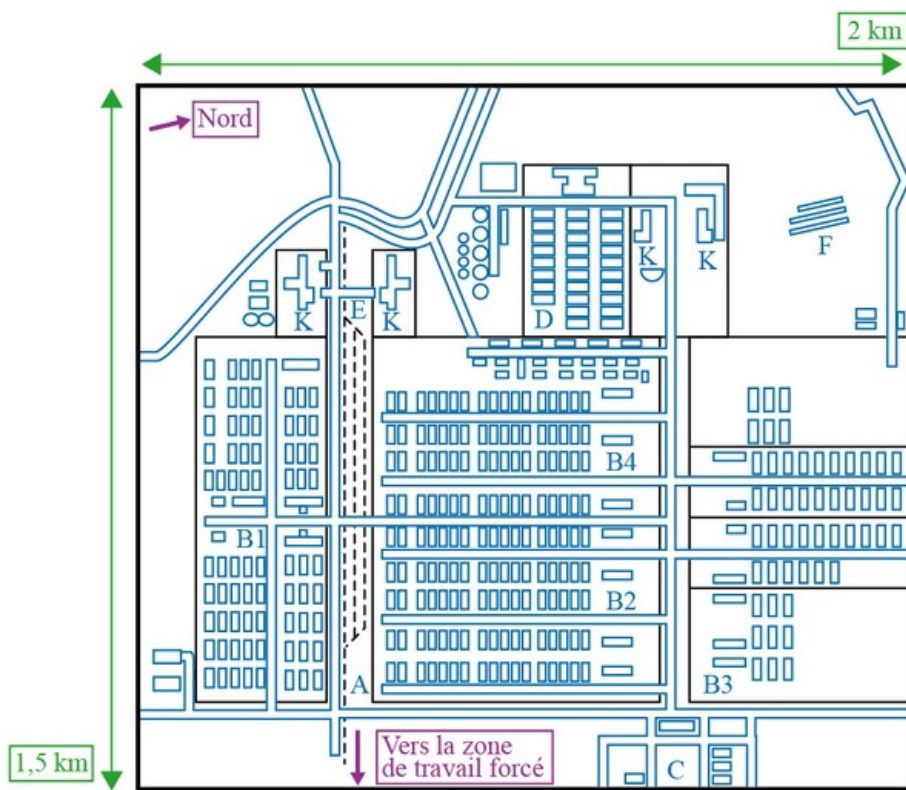 2 km
Nord
F
K
K
K
E
K
D
B4
B1
B2
B3
A
1,5 km
Vers la zone
de travail forcé
C